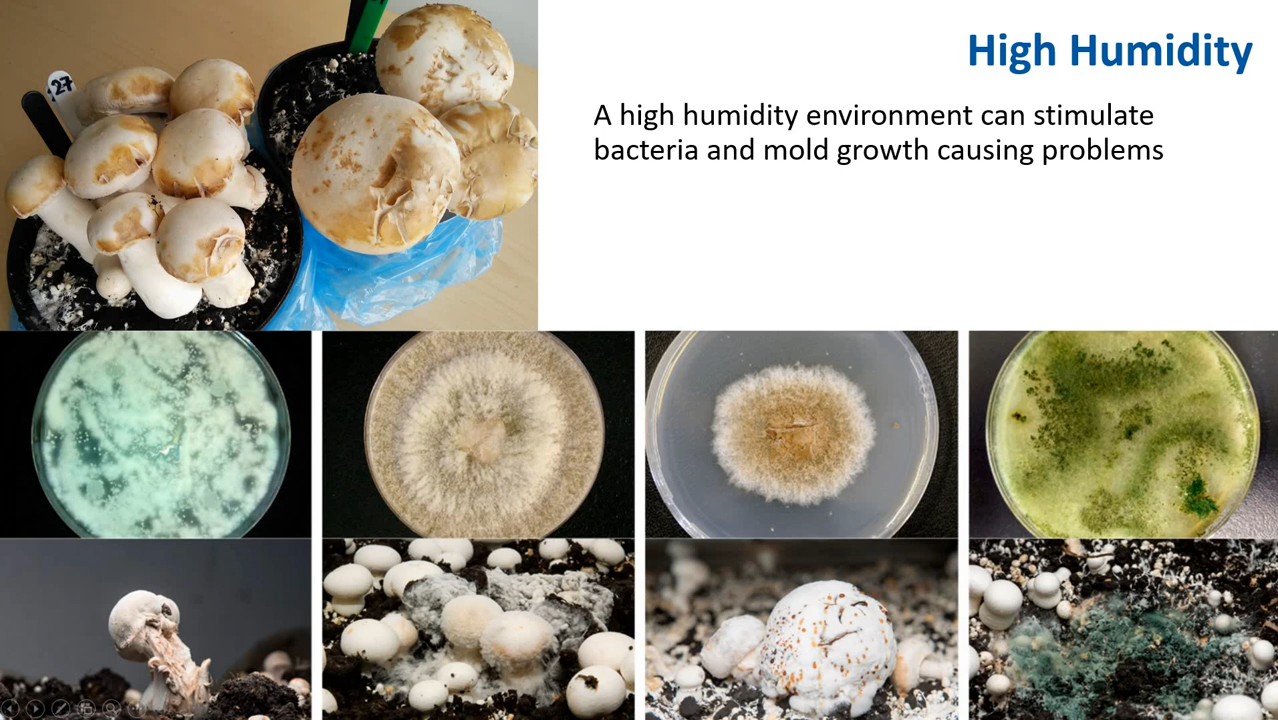 27
High Humidity
A high humidity environment can stimulate
bacteria and mold growth causing problems